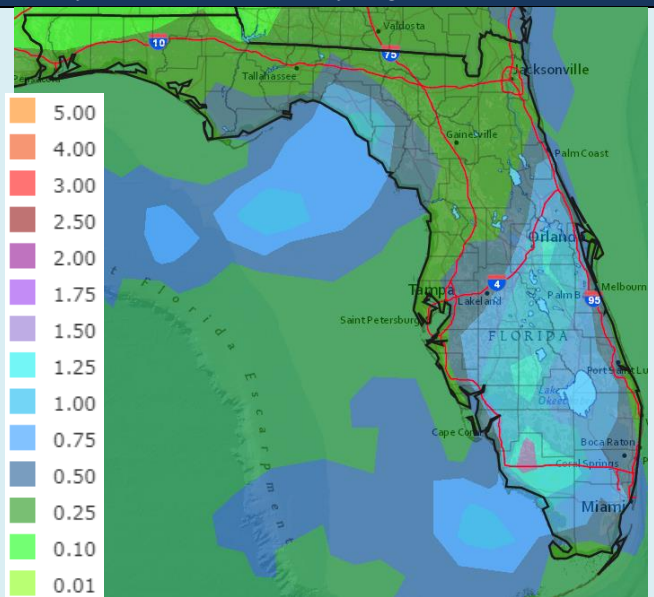 Valdosta
10
75
Tallahassee
Jacksonville
Gainesville
Palm Coast
5.00
4.00
3.00
2.50
2.00
1.75
1.50
1.25
1.00
0.75
0.50
0.25
0.10
0.01
Orlando
4
Tampa
Lakeland
Palm Ba
Melbourn
95
Saint Petersburg
FLORIDA
Port Saint Lu
Lake
Cape Coral
Boca Raton
Coral Springs
Miami
t Florida Escarpment